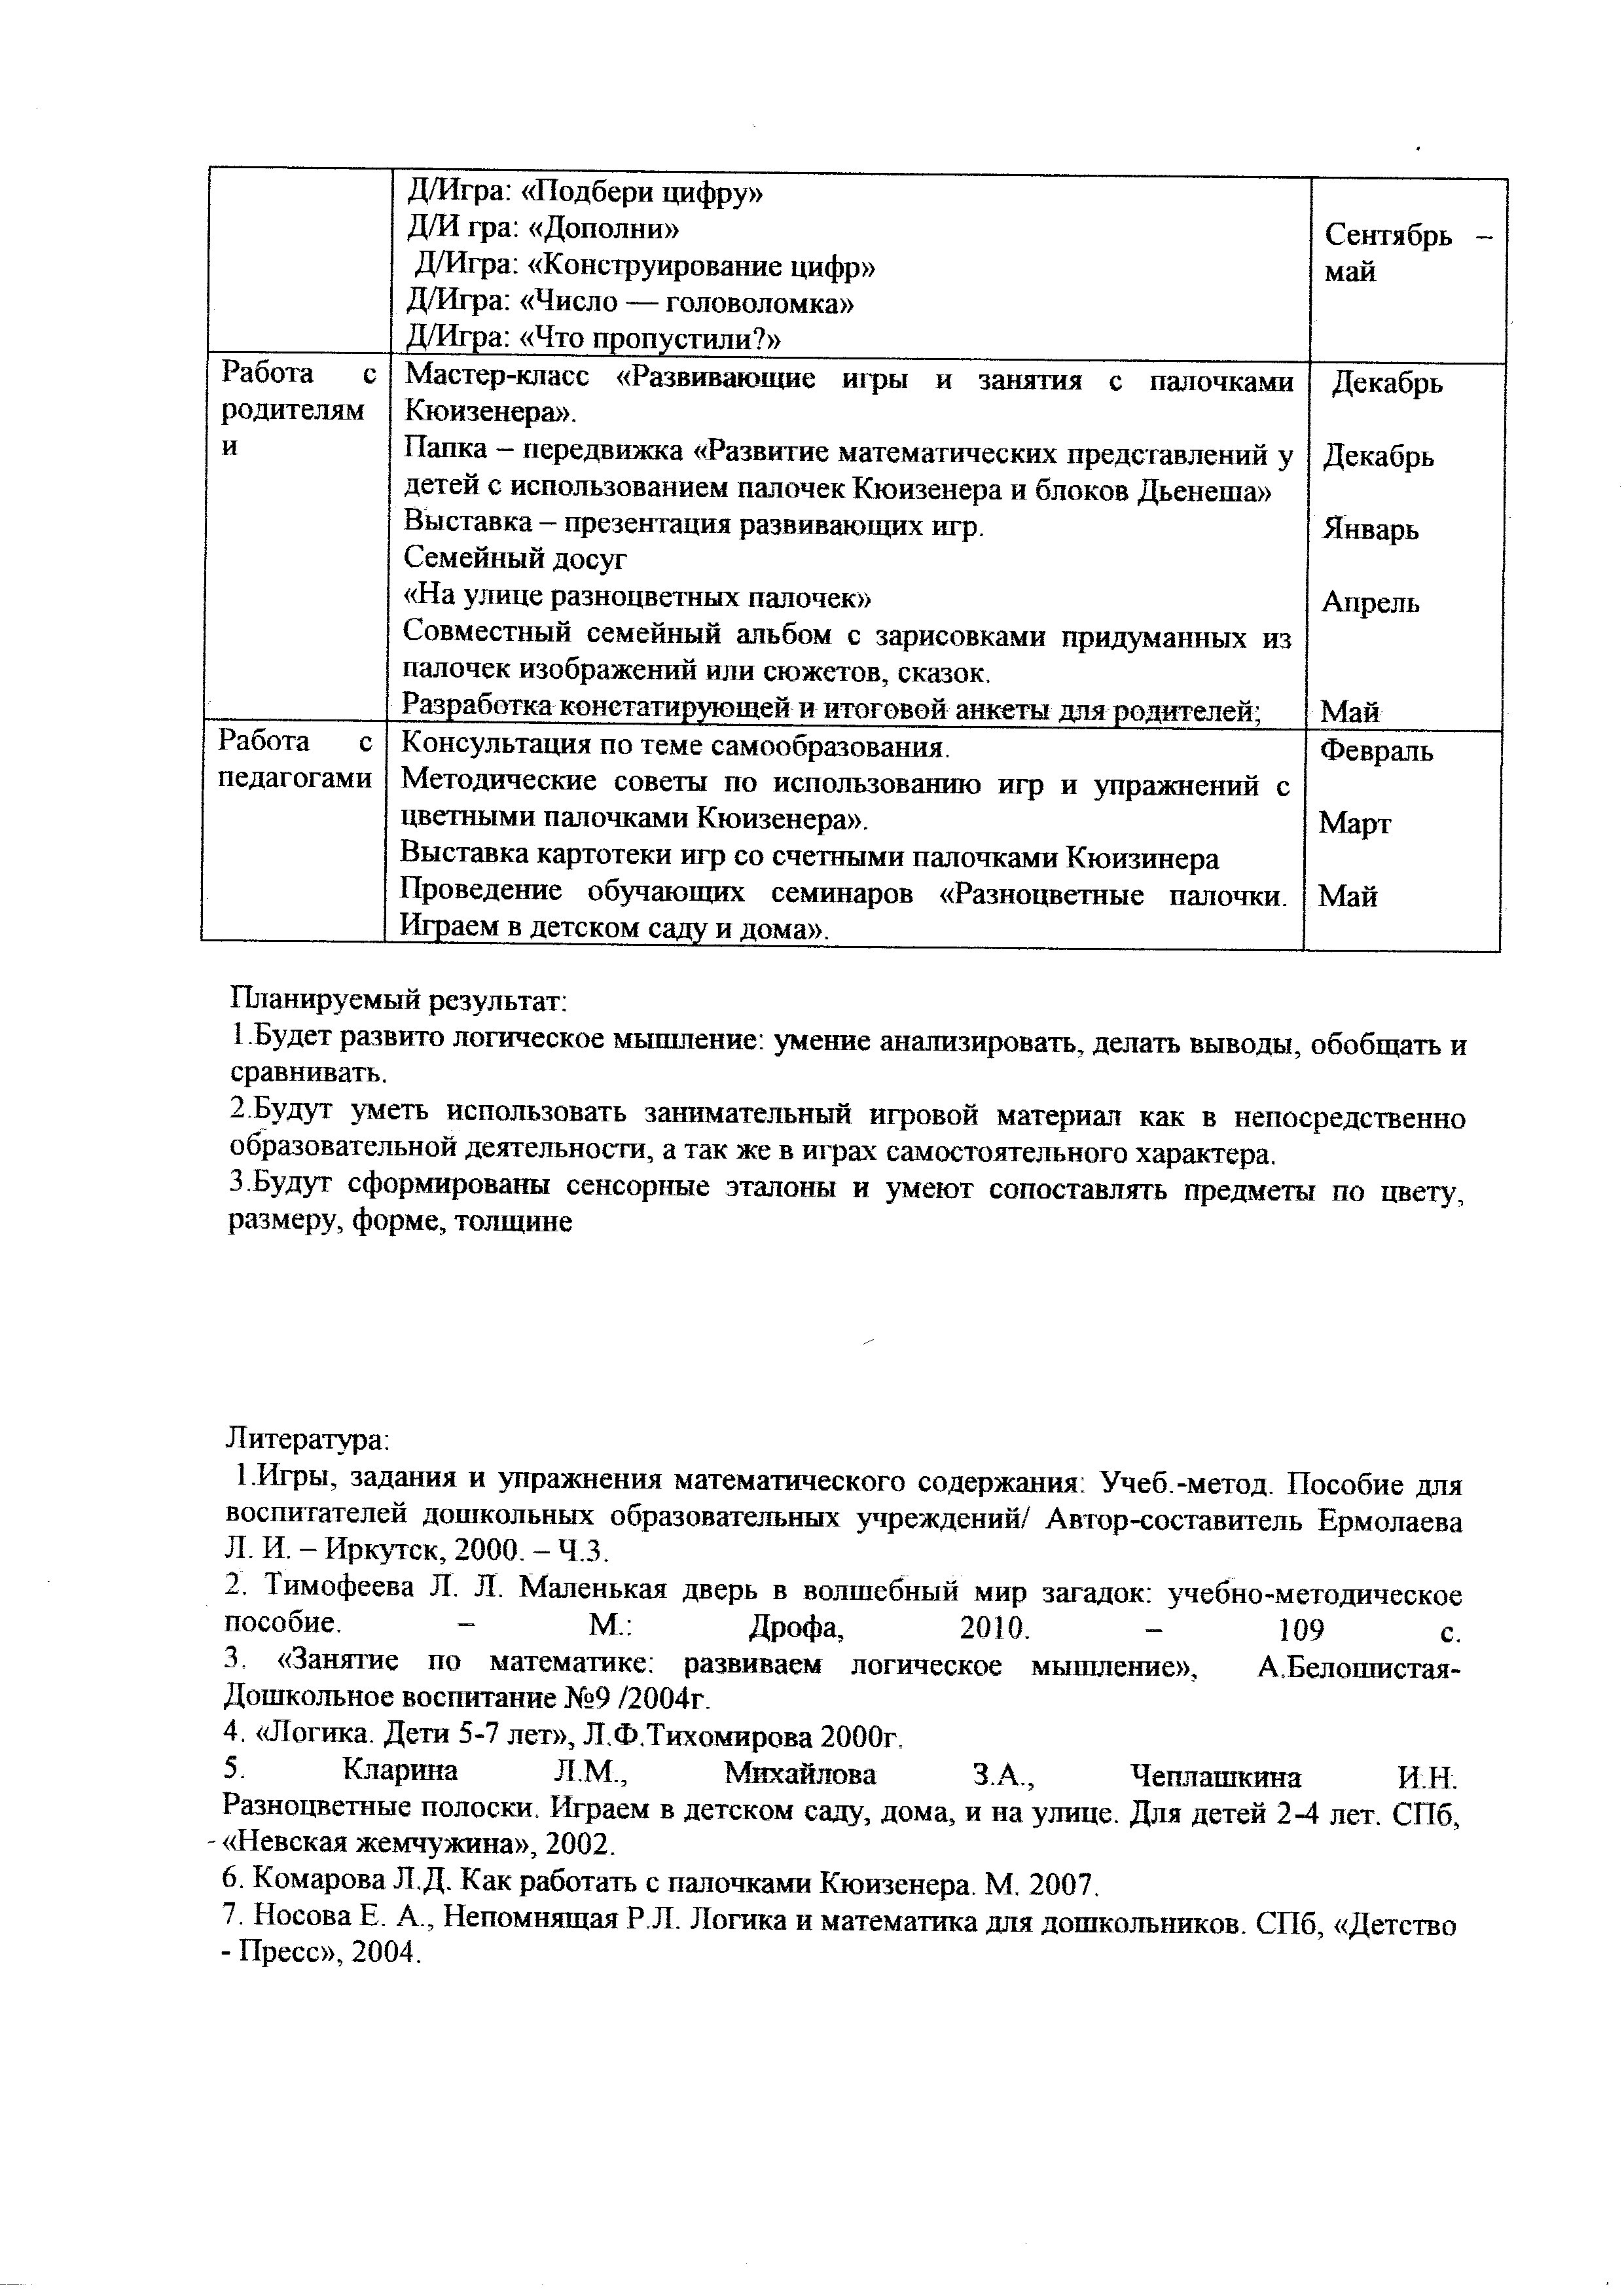 Д/Игра: «Подбери цифру»
Д/И гра: «Дополни»
Д/Игра: «Конструирование цифр»
Д/Игра: «Число — головоломка»
Д/Игра: «Что пропустили?»
Сентябрь –
май
Работа с
родителям
и
Мастер-класс «Развивающие игры и занятия с палочками
Кюизенера».
Папка – передвижка «Развитие математических представлений у
детей с использованием палочек Кюизенера и блоков Дьенеша»
Выставка – презентация развивающих игр.
Семейный досуг
«На улице разноцветных палочек»
Совместный семейный альбом с зарисовками придуманных из
палочек изображений или сюжетов, сказок.
Разработка констатирующей и итоговой анкеты для родителей;
Декабрь
Декабрь
Январь
Апрель
Май
Работа с
педагогами
Консультация по теме самообразования.
Методические советы по использованию игр и упражнений с
цветными палочками Кюизенера».
Выставка картотеки игр со счетными палочками Кюизинера
Проведение обучающих семинаров «Разноцветные палочки.
Играем в детском саду и дома».
Февраль
Март
Май
Планируемый результат:
1.Будет развито логическое мышление: умение анализировать, делать выводы, обобщать и
сравнивать.
2.Будут уметь использовать занимательный игровой материал как в непосредственно
образовательной деятельности, а так же в играх самостоятельного характера.
3.Будут сформированы сенсорные эталоны и умеют сопоставлять предметы по цвету,
размеру, форме, толщине
Литература:
1.Игры, задания и упражнения математического содержания: Учеб.-метод. Пособие для
воспитателей дошкольных образовательных учреждений/ Автор-составитель Ермолаева
Л. И. – Иркутск, 2000. – Ч.3.
2. Тимофеева Л. Л. Маленькая дверь в волшебный мир загадок: учебно-методическое
пособие. – М.: Дрофа, 2010. – 109 с.
3. «Занятие по математике: развиваем логическое мышление», А.Белошистая-
Дошкольное воспитание №9 /2004г.
4. «Логика. Дети 5-7 лет», Л.Ф.Тихомирова 2000г.
5. Кларина Л.М., Михайлова З.А., Чеплашкина И.Н.
Разноцветные полоски. Играем в детском саду, дома, и на улице. Для детей 2-4 лет. СПб,
«Невская жемчужина», 2002.
6. Комарова Л.Д. Как работать с палочками Кюизенера. М. 2007.
7. Носова Е. А., Непомнящая Р.Л. Логика и математика для дошкольников. СПб, «Детство
- Пресс», 2004.